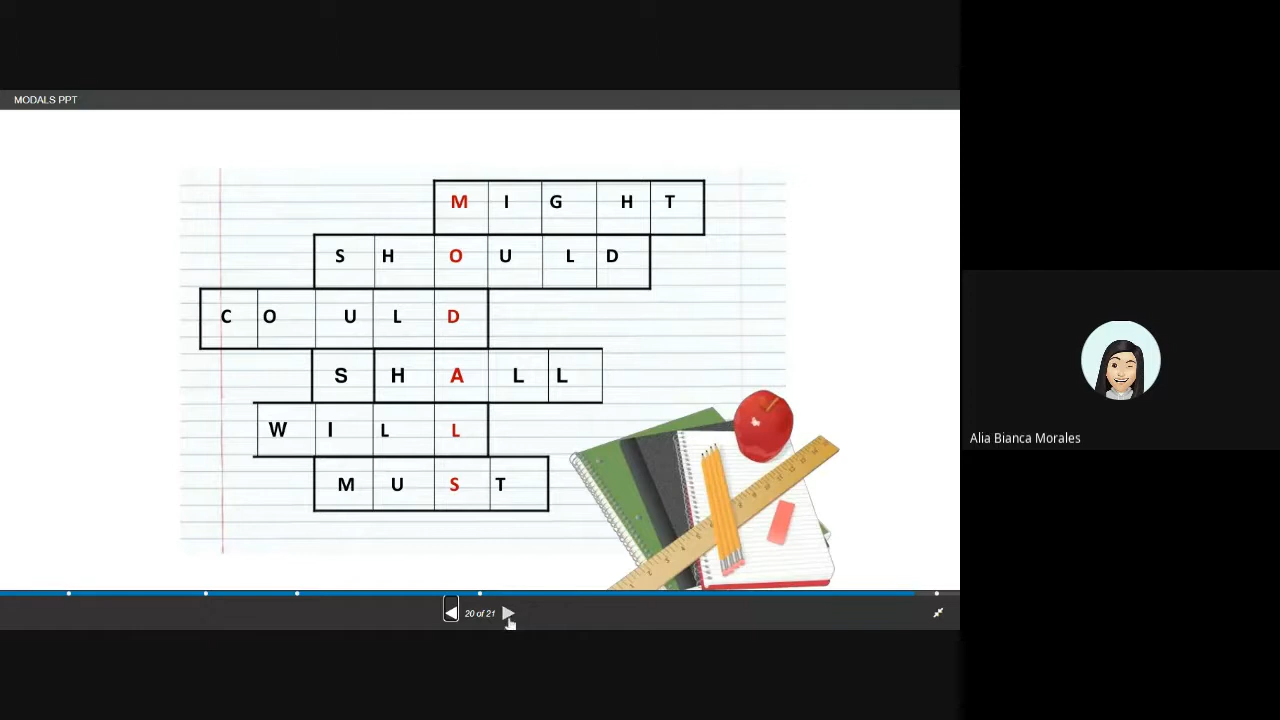 MODALS PPT
M I G H T
S H O U L D
C O U L D
S H A L L
W I L L
M U S T
Alia Bianca Morales
20 of 21